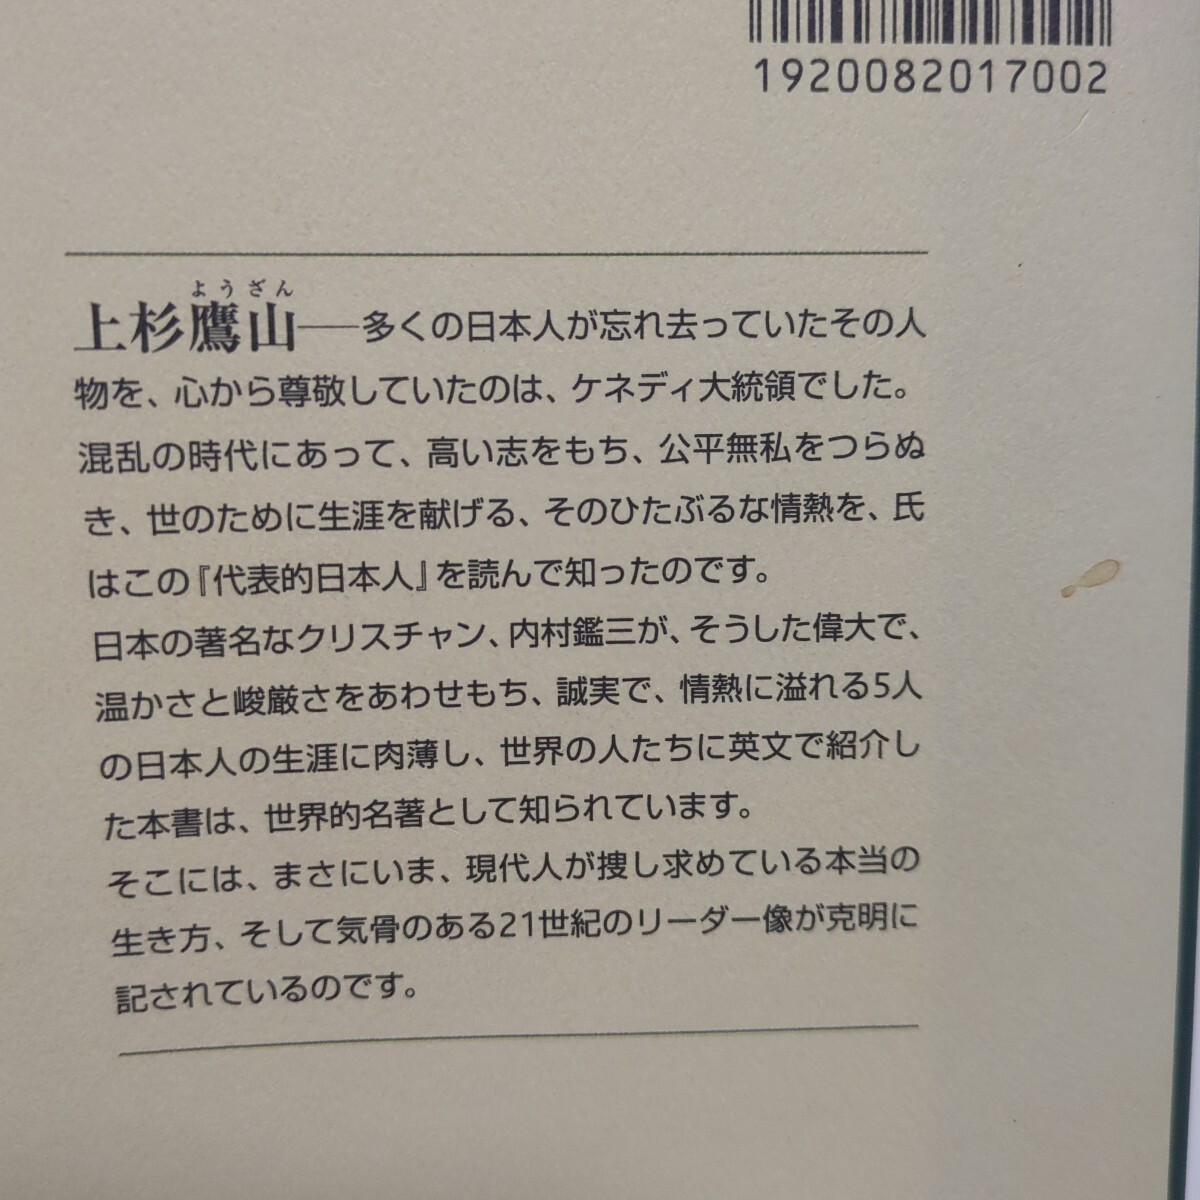 1920082017002
ようざん
上杉鷹山──多くの日本人が忘れ去っていたその人
物を、心から尊敬していたのは、ケネディ大統領でした。
混乱の時代にあって、高い志をもち、公平無私をつらぬ
き、世のために生涯を献げる、そのひたぶるな情熱を、氏
はこの『代表的日本人』を読んで知ったのです。
日本の著名なクリスチャン、内村鑑三が、そうした偉大で、
温かさと峻厳さをあわせもち、誠実で、情熱に溢れる5人
の日本人の生涯に肉薄し、世界の人たちに英文で紹介し
た本書は、世界的名著として知られています。
そこには、まさにいま、現代人が捜し求めている本当の
生き方、そして気骨のある21世紀のリーダー像が克明に
記されているのです。